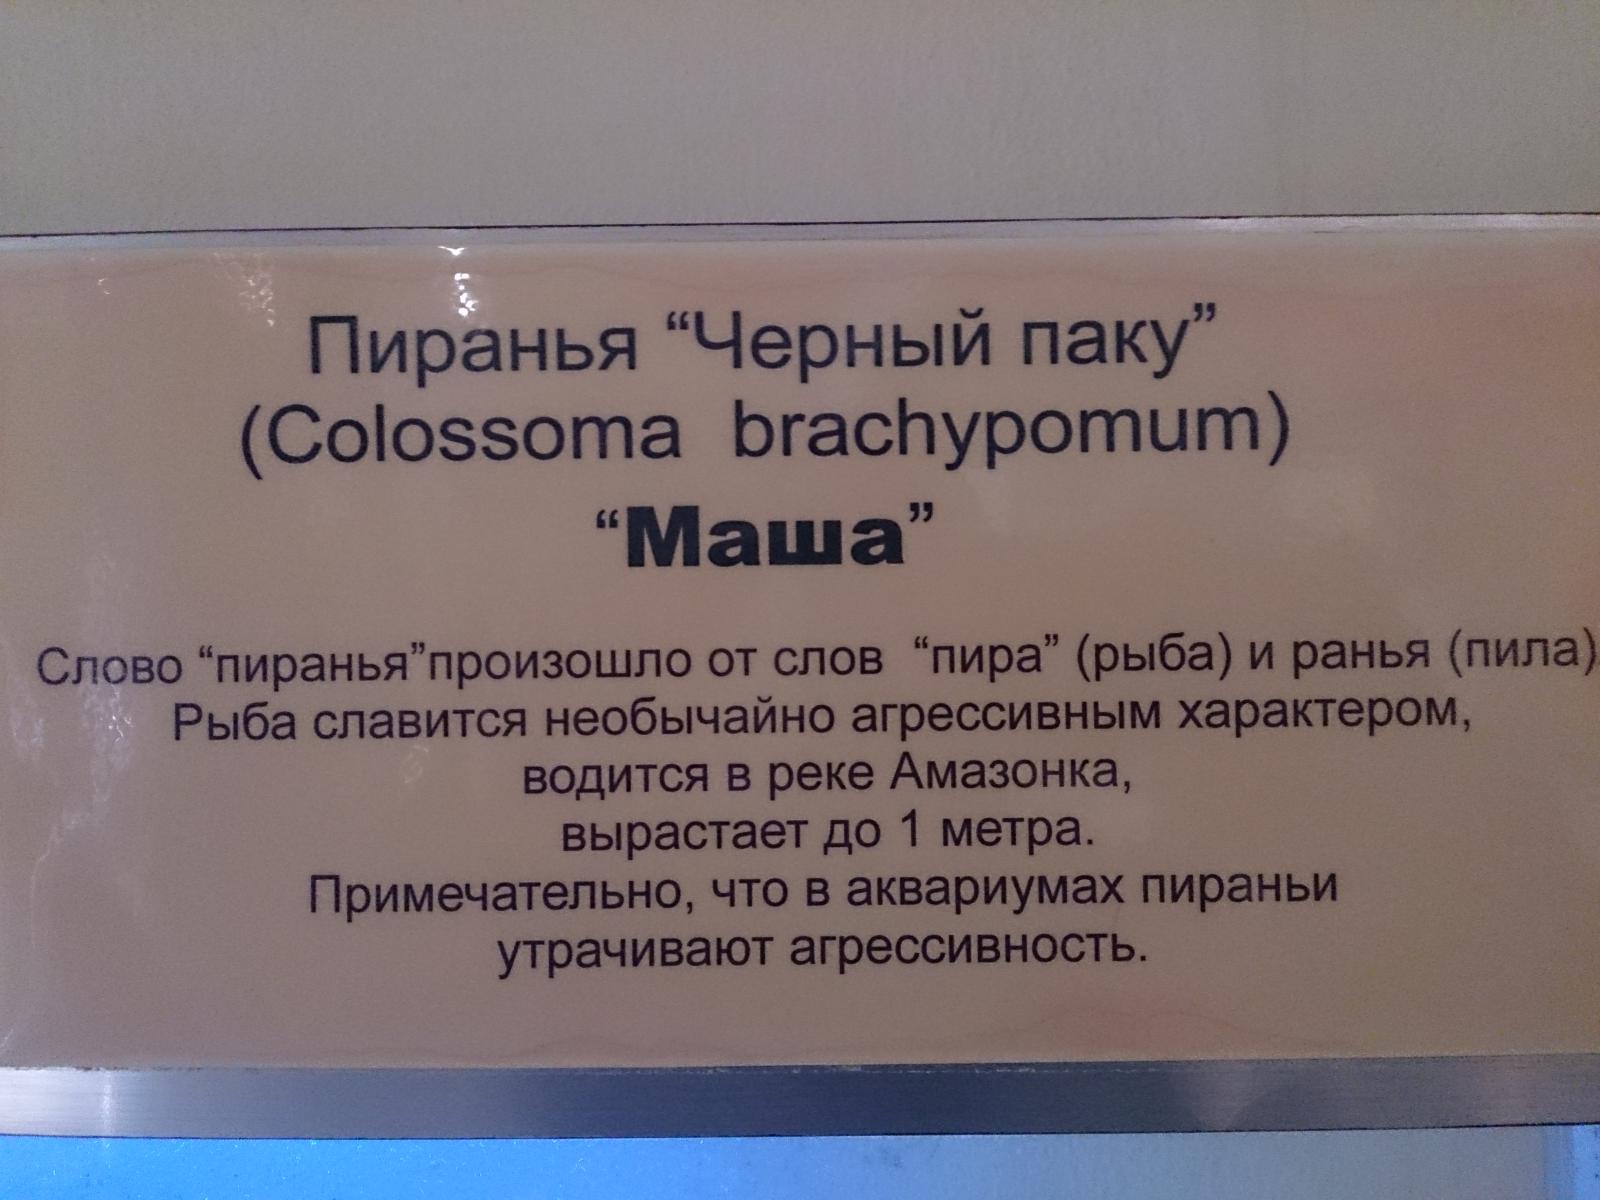 Пиранья “Черный паку”
(Colossoma brachypomum)
“Маша”
Слово “пиранья”произошло от слов “пира” (рыба) и ранья (пила)
Рыба славится необычайно агрессивным характером,
водится в реке Амазонка,
вырастает до 1 метра.
Примечательно, что в аквариумах пираньи
утрачивают агрессивность.